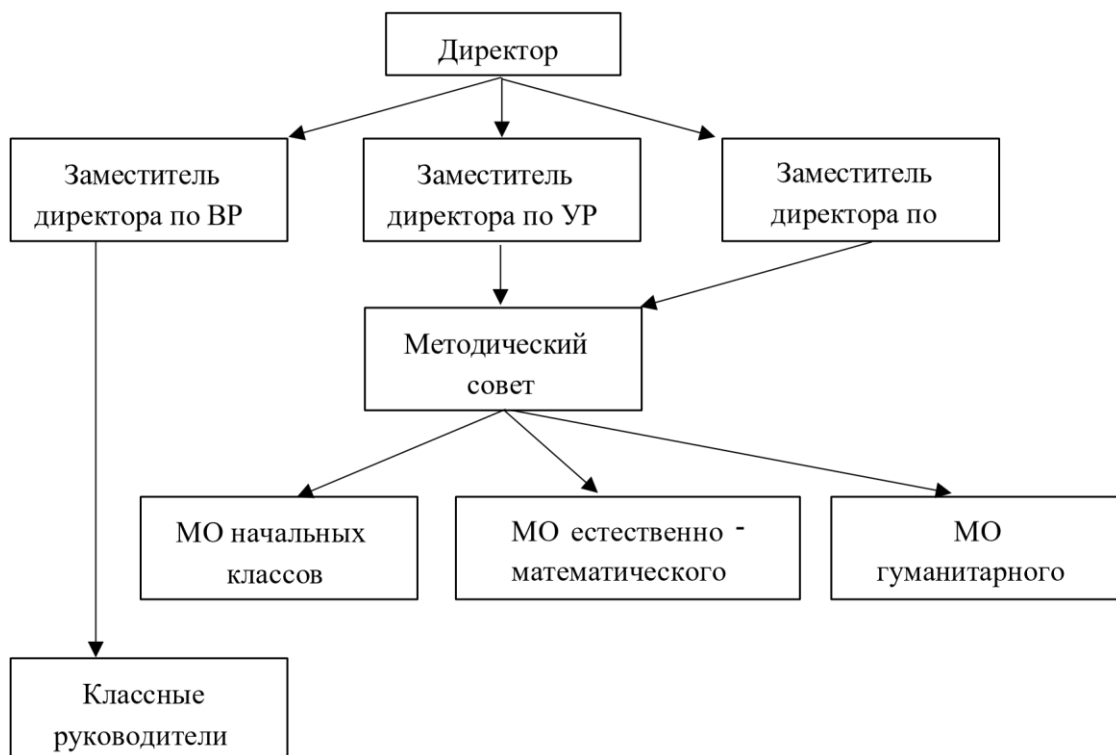 Директор
Заместитель
директора по ВР
Заместитель
директора по УР
Заместитель
директора по
Методический
совет
МО начальных
классов
МО естественно -
математического
МО
гуманитарного
Классные
руководители